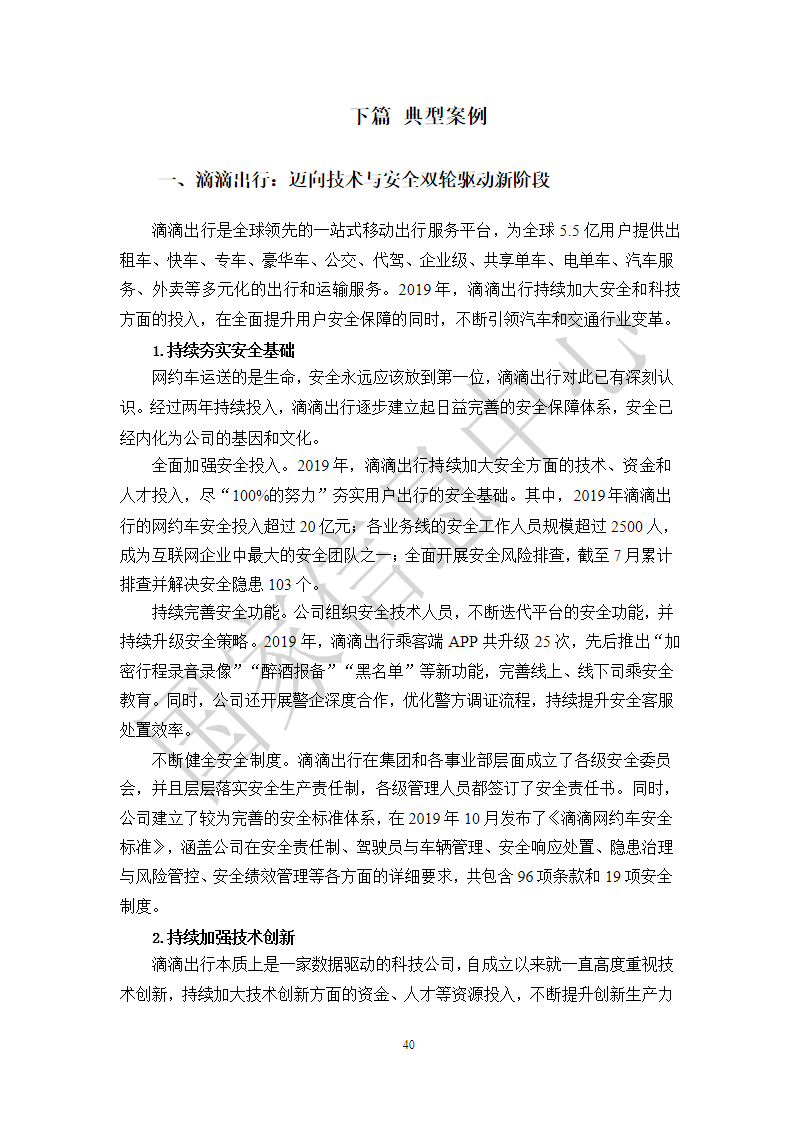 下篇 典型案例
一、滴滴出行：迈向技术与安全双轮驱动新阶段
滴滴出行是全球领先的一站式移动出行服务平台，为全球 5.5 亿用户提供出
租车、快车、专车、豪华车、公交、代驾、企业级、共享单车、电单车、汽车服
务、外卖等多元化的出行和运输服务。2019 年，滴滴出行持续加大安全和科技
方面的投入，在全面提升用户安全保障的同时，不断引领汽车和交通行业变革。
1.持续夯实安全基础
网约车运送的是生命，安全永远应该放到第一位，滴滴出行对此已有深刻认
识。经过两年持续投入，滴滴出行逐步建立起日益完善的安全保障体系，安全已
经内化为公司的基因和文化。
全面加强安全投入。2019 年，滴滴出行持续加大安全方面的技术、资金和
人才投入，尽“100%的努力”夯实用户出行的安全基础。其中，2019 年滴滴出
行的网约车安全投入超过 20 亿元；各业务线的安全工作人员规模超过 2500 人，
成为互联网企业中最大的安全团队之一；全面开展安全风险排查，截至 7 月累计
排查并解决安全隐患 103 个。
持续完善安全功能。公司组织安全技术人员，不断迭代平台的安全功能，并
持续升级安全策略。2019 年，滴滴出行乘客端 APP 共升级 25 次，先后推出“加
密行程录音录像”“醉酒报备”“黑名单”等新功能，完善线上、线下司乘安全
教育。同时，公司还开展警企深度合作，优化警方调证流程，持续提升安全客服
处置效率。
不断健全安全制度。滴滴出行在集团和各事业部层面成立了各级安全委员
会，并且层层落实安全生产责任制，各级管理人员都签订了安全责任书。同时，
公司建立了较为完善的安全标准体系，在 2019 年 10 月发布了《滴滴网约车安全
标准》，涵盖公司在安全责任制、驾驶员与车辆管理、安全响应处置、隐患治理
与风险管控、安全绩效管理等各方面的详细要求，共包含 96 项条款和 19 项安全
制度。
2.持续加强技术创新
滴滴出行本质上是一家数据驱动的科技公司，自成立以来就一直高度重视技
术创新，持续加大技术创新方面的资金、人才等资源投入，不断提升创新生产力
40
国家信息中心